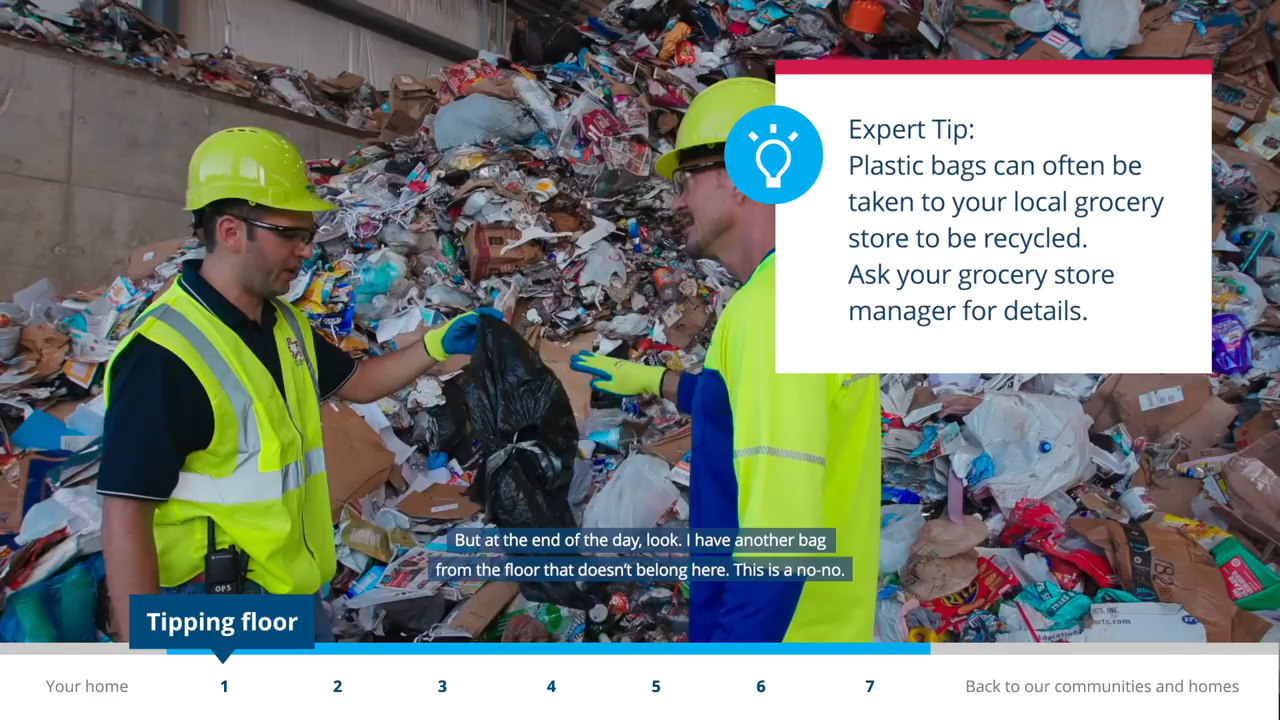 Expert Tip:
Plastic bags can often be
taken to your local grocery
store to be recycled.
Ask your grocery store
manager for details.
OPS
RITZ
But at the end of the day, look. I have another bag
from the floor that doesn't belong here. This is a no-no.
Tipping floor
Your home
1
2
3
4
5
6
7
Back to our communities and homes